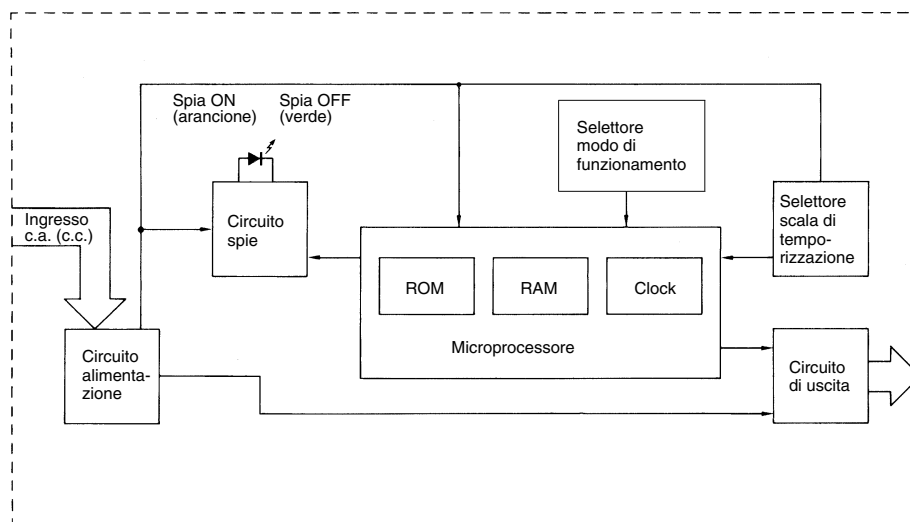 Spia ON
(arancione)
Spia OFF
(verde)
Selettore
modo di
funzionamento
Ingresso
c.a. (c.c.)
Circuito
spie
Selettore
scala di
tempo-
rizzazione
ROM
RAM
Clock
Microprocessore
Circuito
alimenta-
zione
Circuito
di uscita